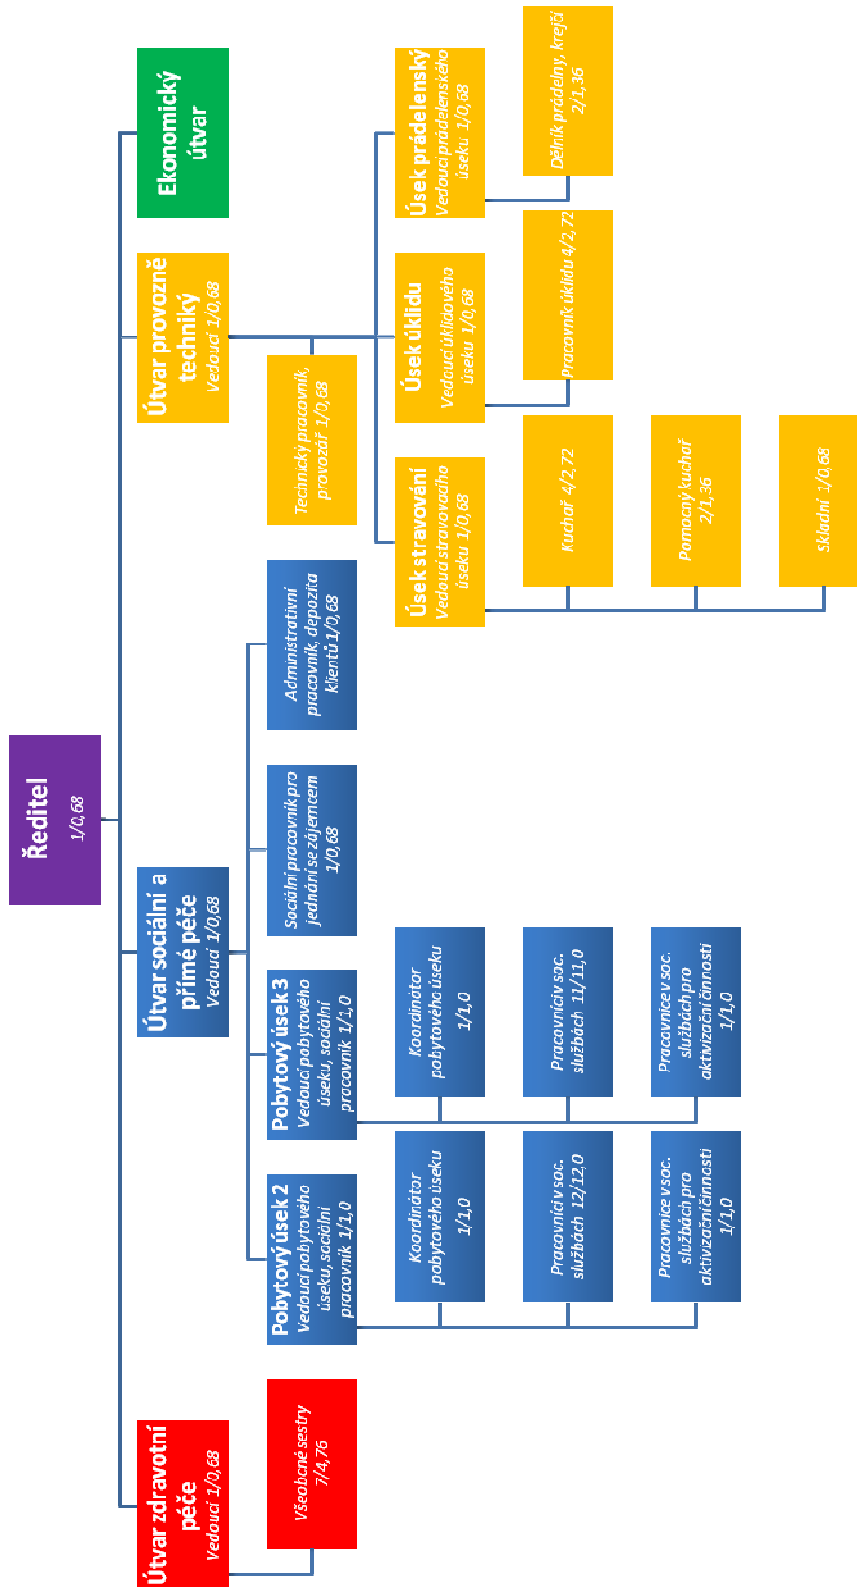 Ředitel
1/0,68
Útvar zdravotní
péče
Vedoucí 1/0,68
Všeobecné sestry
7/4,76
Útvar sociální a
přímé péče
Vedoucí 1/0,68
Pobytový úsek 2
Vedoucí pobytového
úseku, sociální
pracovník 1/1,0
Koordinátor
pobytového úseku
1/1,0
Pracovníci v soc.
službách 12/12,0
Pracovnice v soc.
službách pro
aktivizační činnosti
1/1,0
Pobytový úsek 3
Vedoucí pobytového
úseku, sociální
pracovník 1/1,0
Koordinátor
pobytového úseku
1/1,0
Pracovníci v soc.
službách 11/11,0
Pracovnice v soc.
službách pro
aktivizační činnosti
1/1,0
Sociální pracovník pro
jednání se zájemcem
1/0,68
Administrativní
pracovník, depozita
klientů 1/0,68
Útvar provozně
techniký
Vedoucí 1/0,68
Technický pracovník,
provozář 1/0,68
Úsek stravování
Vedoucí stravovacího
úseku 1/0,68
Kuchař 4/2,72
Pomocný kuchař
2/1,36
Skladní 1/0,68
Úsek úklidu
Vedoucí úklidového
úseku 1/0,68
Pracovník úklidu 4/2,72
Úsek prádelenský
Vedoucí prádelenského
úseku 1/0,68
Dělník prádelny, krejčí
2/1,36
Ekonomický
útvar